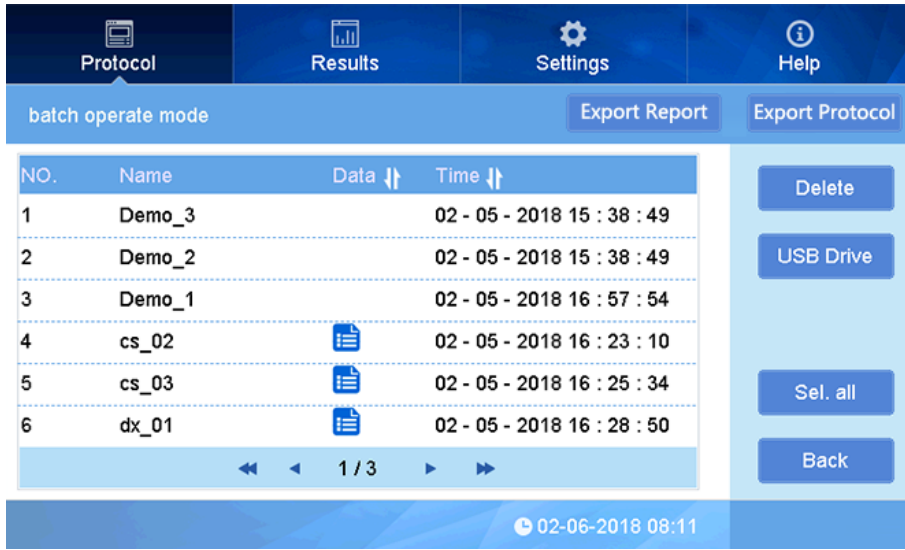 Protocol Results Settings Help
batch operate mode Export Report Export Protocol
NO. Name Data Time
1 Demo_3 02 - 05 - 2018 15 : 38 : 49
2 Demo_2 02 - 05 - 2018 15 : 38 : 49
3 Demo_1 02 - 05 - 2018 16 : 57 : 54
4 cs_02 02 - 05 - 2018 16 : 23 : 10
5 cs_03 02 - 05 - 2018 16 : 25 : 34
6 dx_01 02 - 05 - 2018 16 : 28 : 50
1 / 3
Delete
USB Drive
Sel. all
Back
02-06-2018 08:11